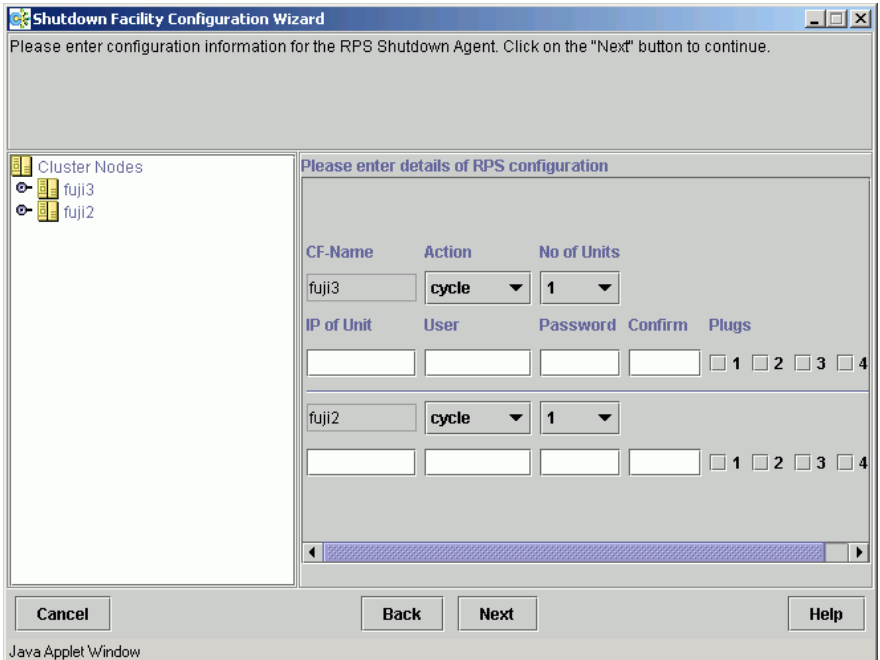 Shutdown Facility Configuration Wizard
Please enter configuration information for the RPS Shutdown Agent. Click on the "Next" button to continue.
Cluster Nodes
fuji3
fuji2
Please enter details of RPS configuration
CF-Name Action No of Units
fuji3 cycle 1
IP of Unit User Password Confirm Plugs
1 2 3 4
fuji2 cycle 1
1 2 3 4
Cancel Back Next Help
Java Applet Window